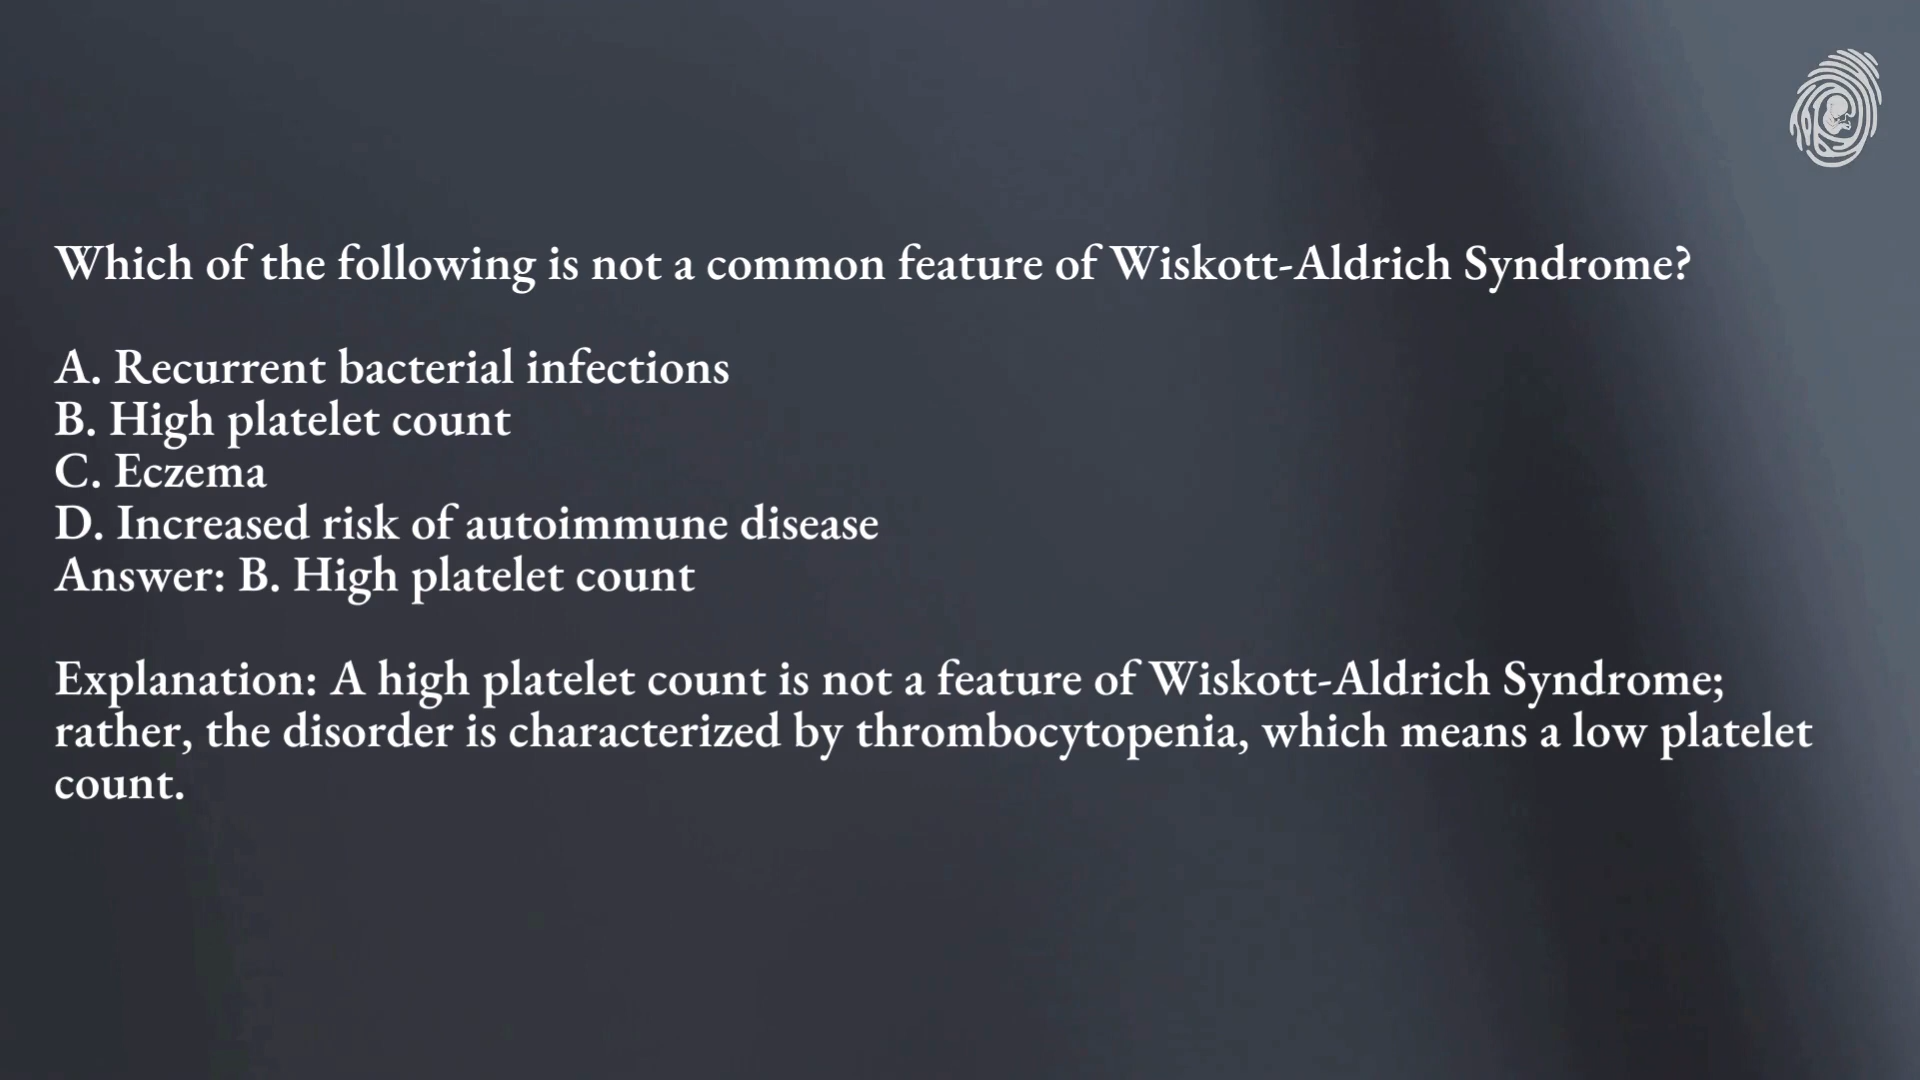 Which of the following is not a common feature of Wiskott-Aldrich Syndrome?
A. Recurrent bacterial infections
B. High platelet count
C. Eczema
D. Increased risk of autoimmune disease
Answer: B. High platelet count
Explanation: A high platelet count is not a feature of Wiskott-Aldrich Syndrome;
rather, the disorder is characterized by thrombocytopenia, which means a low platelet
count.